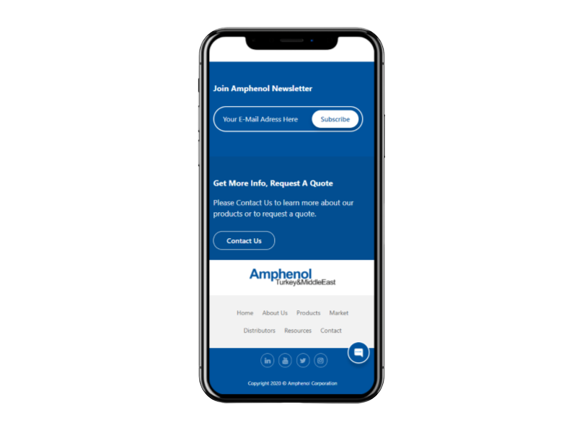 Join Amphenol Newsletter
Your E-Mail Adress Here
Subscribe
Get More Info, Request A Quote
Please Contact Us to learn more about our
products or to request a quote.
Contact Us
Amphenol
Turkey&MiddleEast
Home About Us Products Market
Distributors Resources Contact
Copyright 2020 © Amphenol Corporation